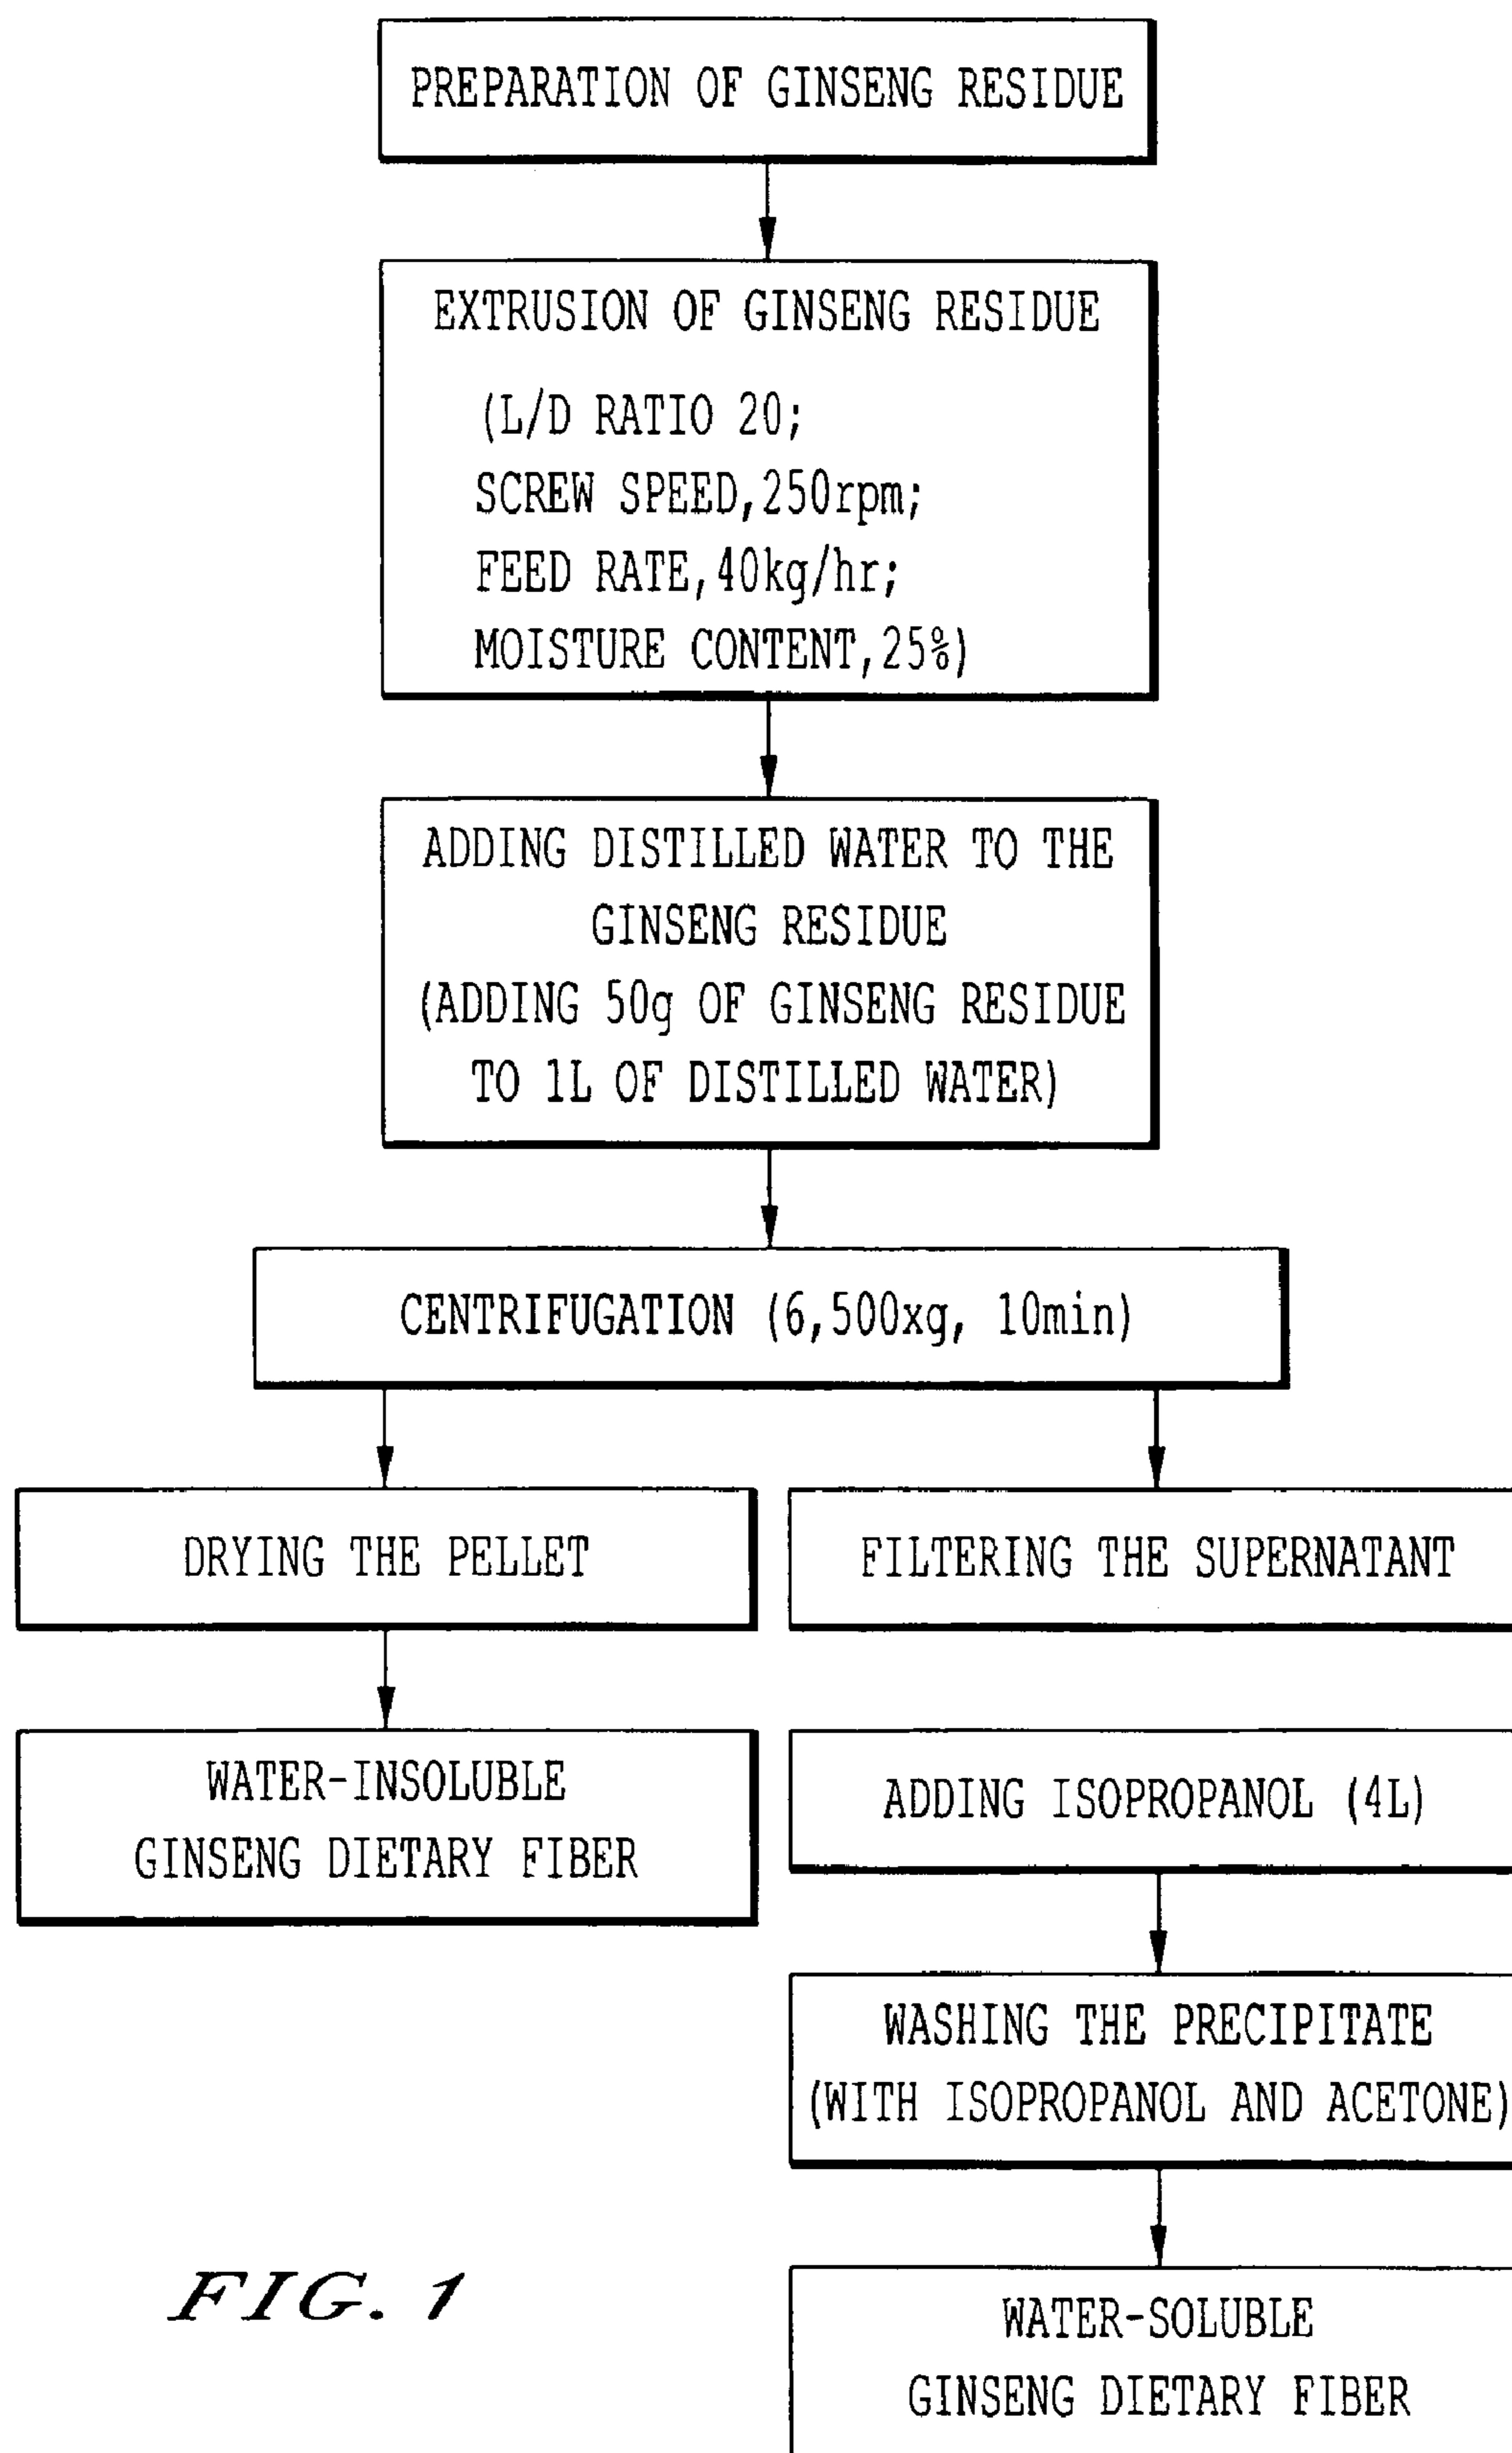 PREPARATION OF GINSENG RESIDUE
EXTRUSION OF GINSENG RESIDUE
(L/D RATIO 20;
SCREW SPEED,250rpm;
FEED RATE,40kg/hr;
MOISTURE CONTENT,25%)
ADDING DISTILLED WATER TO THE
GINSENG RESIDUE
(ADDING 50g OF GINSENG RESIDUE
TO 1L OF DISTILLED WATER)
CENTRIFUGATION (6,500xg, 10min)
DRYING THE PELLET
WATER-INSOLUBLE
GINSENG DIETARY FIBER
FILTERING THE SUPERNATANT
ADDING ISOPROPANOL (4L)
WASHING THE PRECIPITATE
(WITH ISOPROPANOL AND ACETONE)
WATER-SOLUBLE
GINSENG DIETARY FIBER
FIG. 1